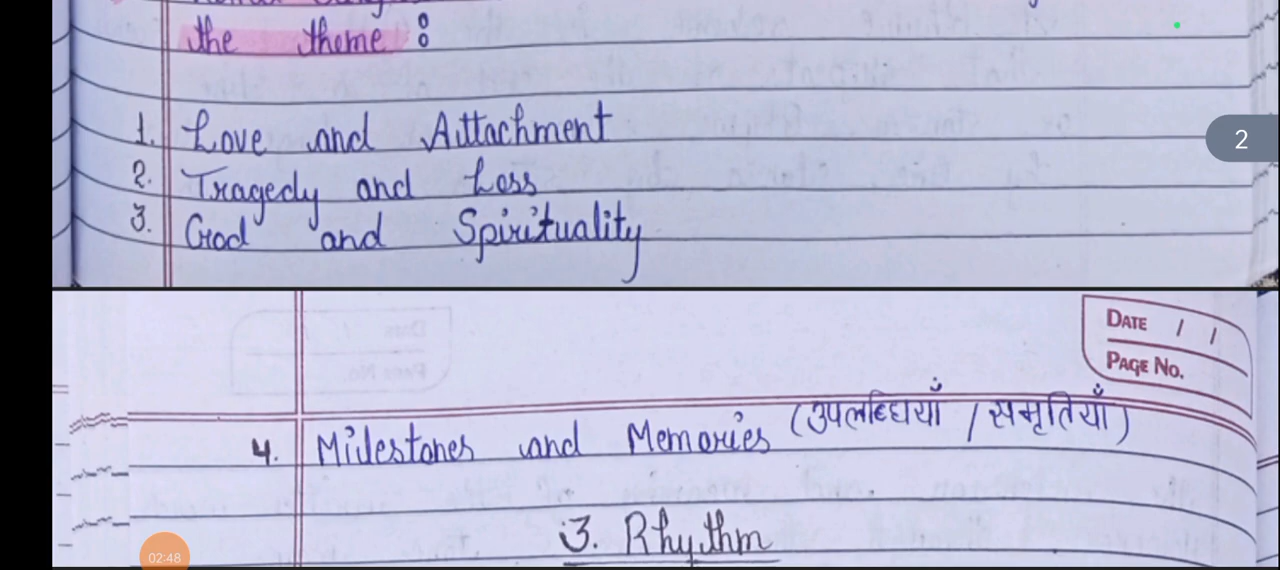 the theme :
1. Love and Attachment
2
2. Tragedy and Loss
3. God and Spirituality
DATE / /
PAGE NO.
4. Milestones and Memories (उपलब्धियाँ / समृतियाँ)
3. Rhythm
02:48